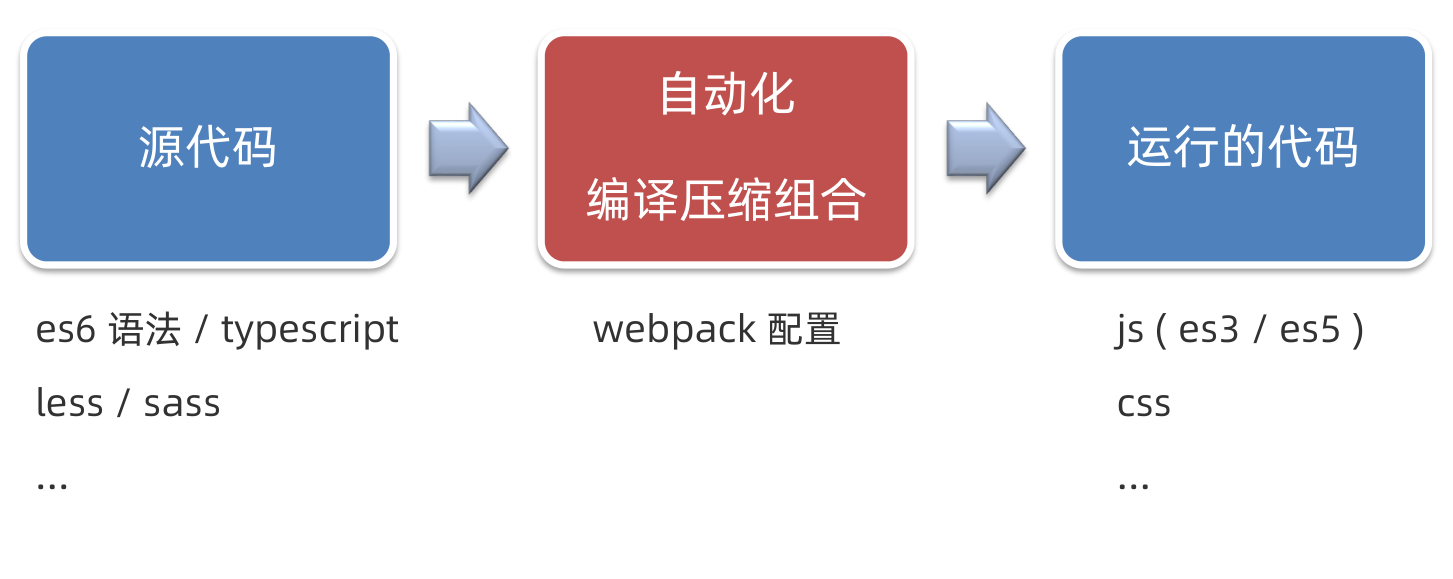 源代码
自动化
编译压缩组合
运行的代码
es6 语法 / typescript
less / sass
...
webpack 配置
js ( es3 / es5 )
css
...